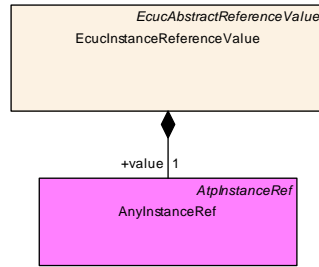 EcucAbstractReferenceValue
EcucInstanceReferenceValue
+value 1
AtpInstanceRef
AnyInstanceRef